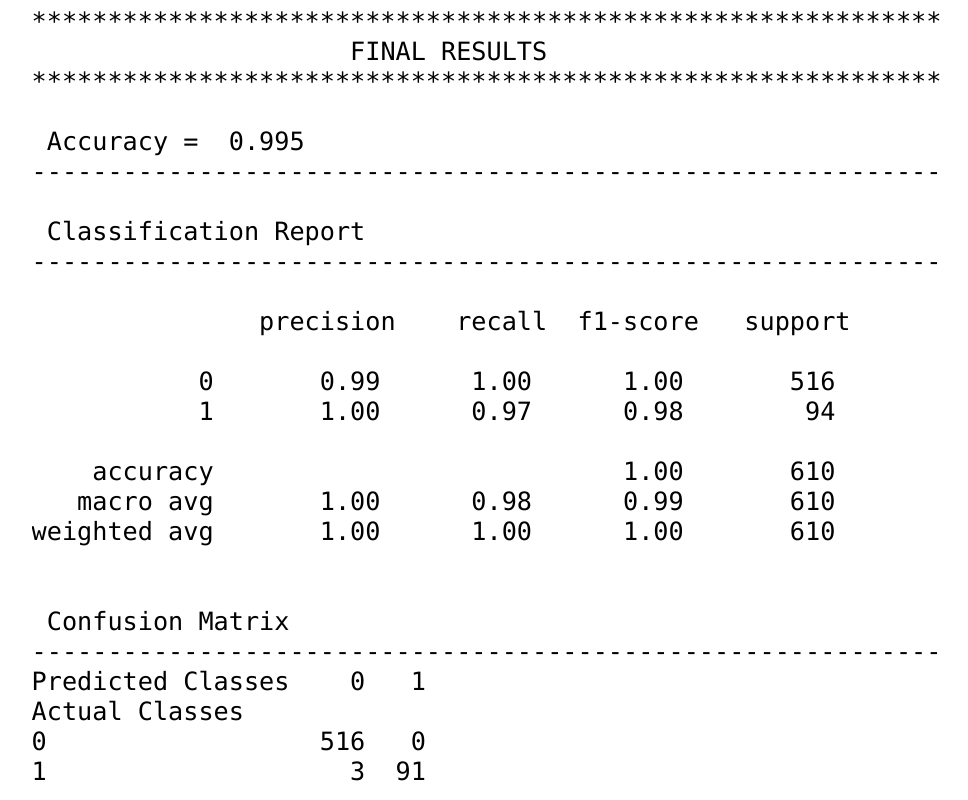 ************************************************************
FINAL RESULTS
************************************************************
Accuracy =  0.995
------------------------------------------------------------
Classification Report
------------------------------------------------------------
precision    recall  f1-score   support
0       0.99      1.00      1.00       516
1       1.00      0.97      0.98        94
accuracy                           1.00       610
macro avg       1.00      0.98      0.99       610
weighted avg       1.00      1.00      1.00       610
Confusion Matrix
------------------------------------------------------------
Predicted Classes    0   1
Actual Classes
0                  516   0
1                    3  91